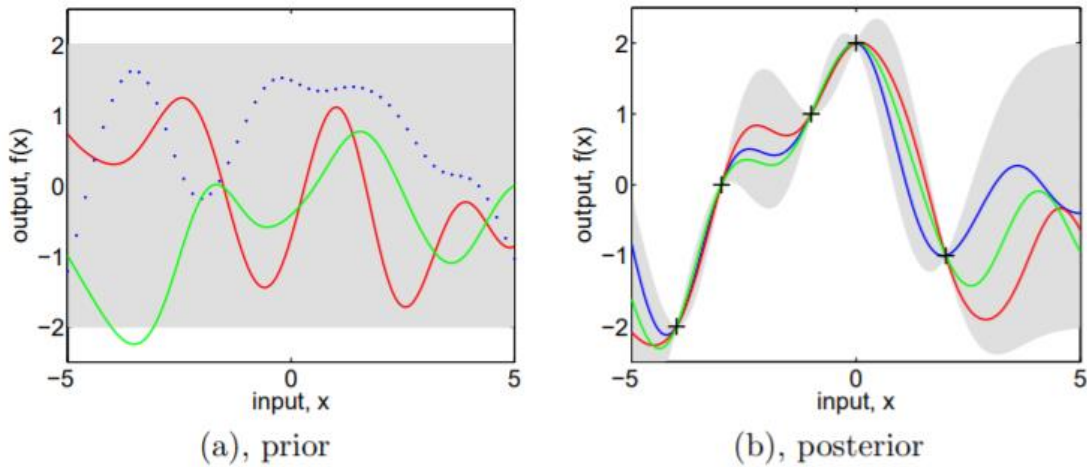 2
1
0
−1
−2
−5
0
5
output, f(x)
input, x
(a), prior
2
1
0
−1
−2
−5
0
5
output, f(x)
input, x
(b), posterior